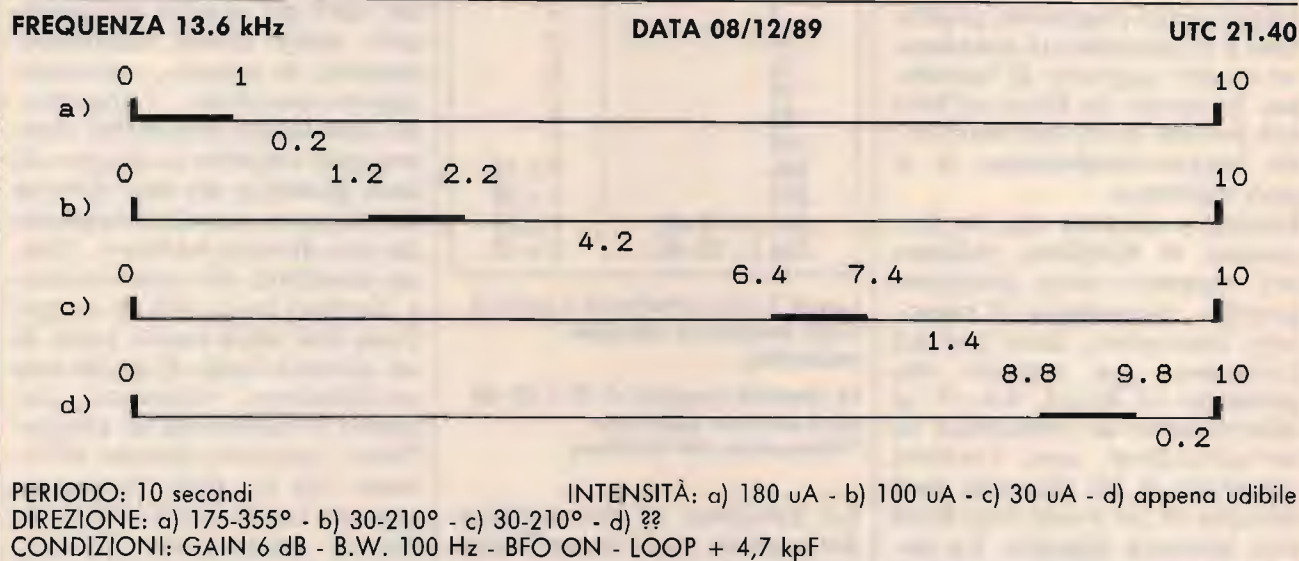 FREQUENZA 13.6 kHz DATA 08/12/89 UTC 21.40
0 1 10
a)
0.2
0 1.2 2.2 10
b)
4.2
0 6.4 7.4 10
c)
1.4
0 8.8 9.8 10
d)
0.2
PERIODO: 10 secondi INTENSITÀ: a) 180 uA - b) 100 uA - c) 30 uA - d) appena udibile
DIREZIONE: a) 175-355° - b) 30-210° - c) 30-210° - d) ??
CONDIZIONI: GAIN 6 dB - B.W. 100 Hz - BFO ON - LOOP + 4,7 kpF